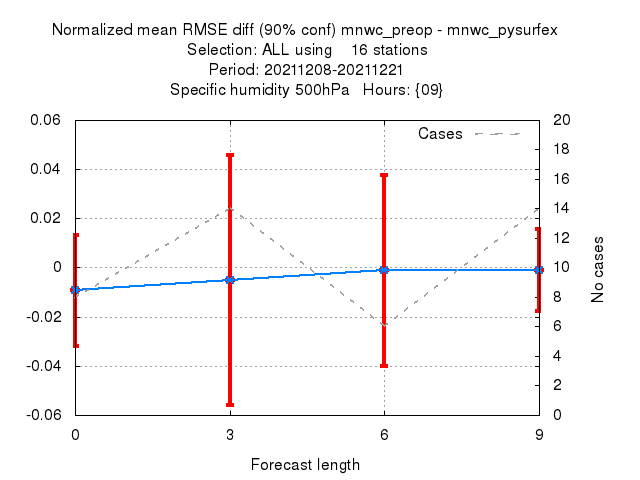 Normalized mean RMSE diff (90% conf) mnwc_preop - mnwc_pysurfex
Selection: ALL using    16 stations
Period: 20211208-20211221
Specific humidity 500hPa   Hours: {09}
Cases
0.06
0.04
0.02
0
-0.02
-0.04
-0.06
20
18
16
14
12
10
8
6
4
2
0
No cases
0 3 6 9
Forecast length